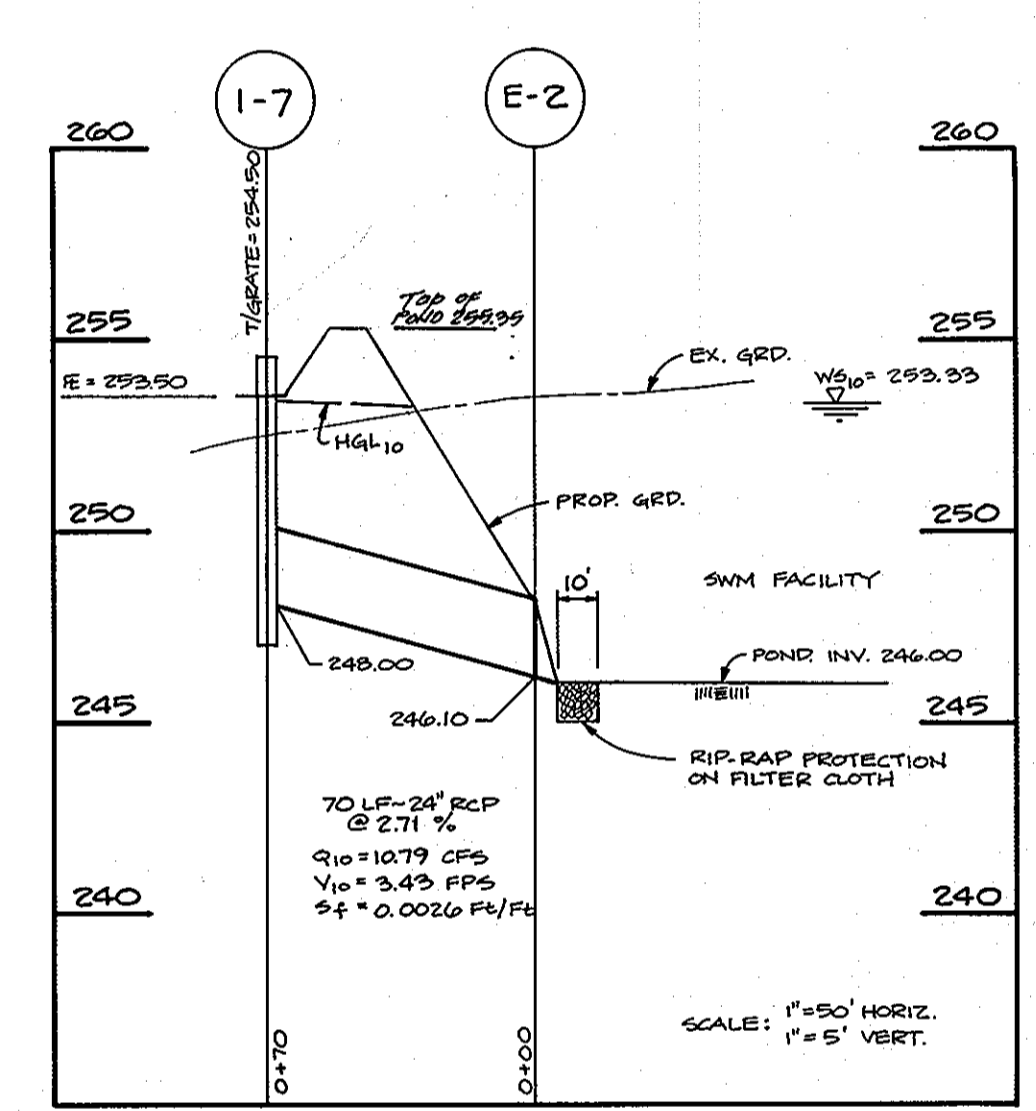 I-7
E-2
260
260
T/GRATE = 254.50
TOP OF
POND 255.35
255
255
EX. GRD.
FE = 253.50
WS10 = 253.33
HGL10
PROP. GRD.
250
250
10'
SWM FACILITY
248.00
POND. INV. 246.00
245
245
246.10
RIP-RAP PROTECTION
ON FILTER CLOTH
70 LF~24" RCP
@ 2.71 %
Q10 = 10.79 CFS
V10 = 3.43 FPS
Sf = 0.0026 Ft/Ft
240
240
SCALE: 1"=50' HORIZ.
1"=5' VERT.
0+70
0+00